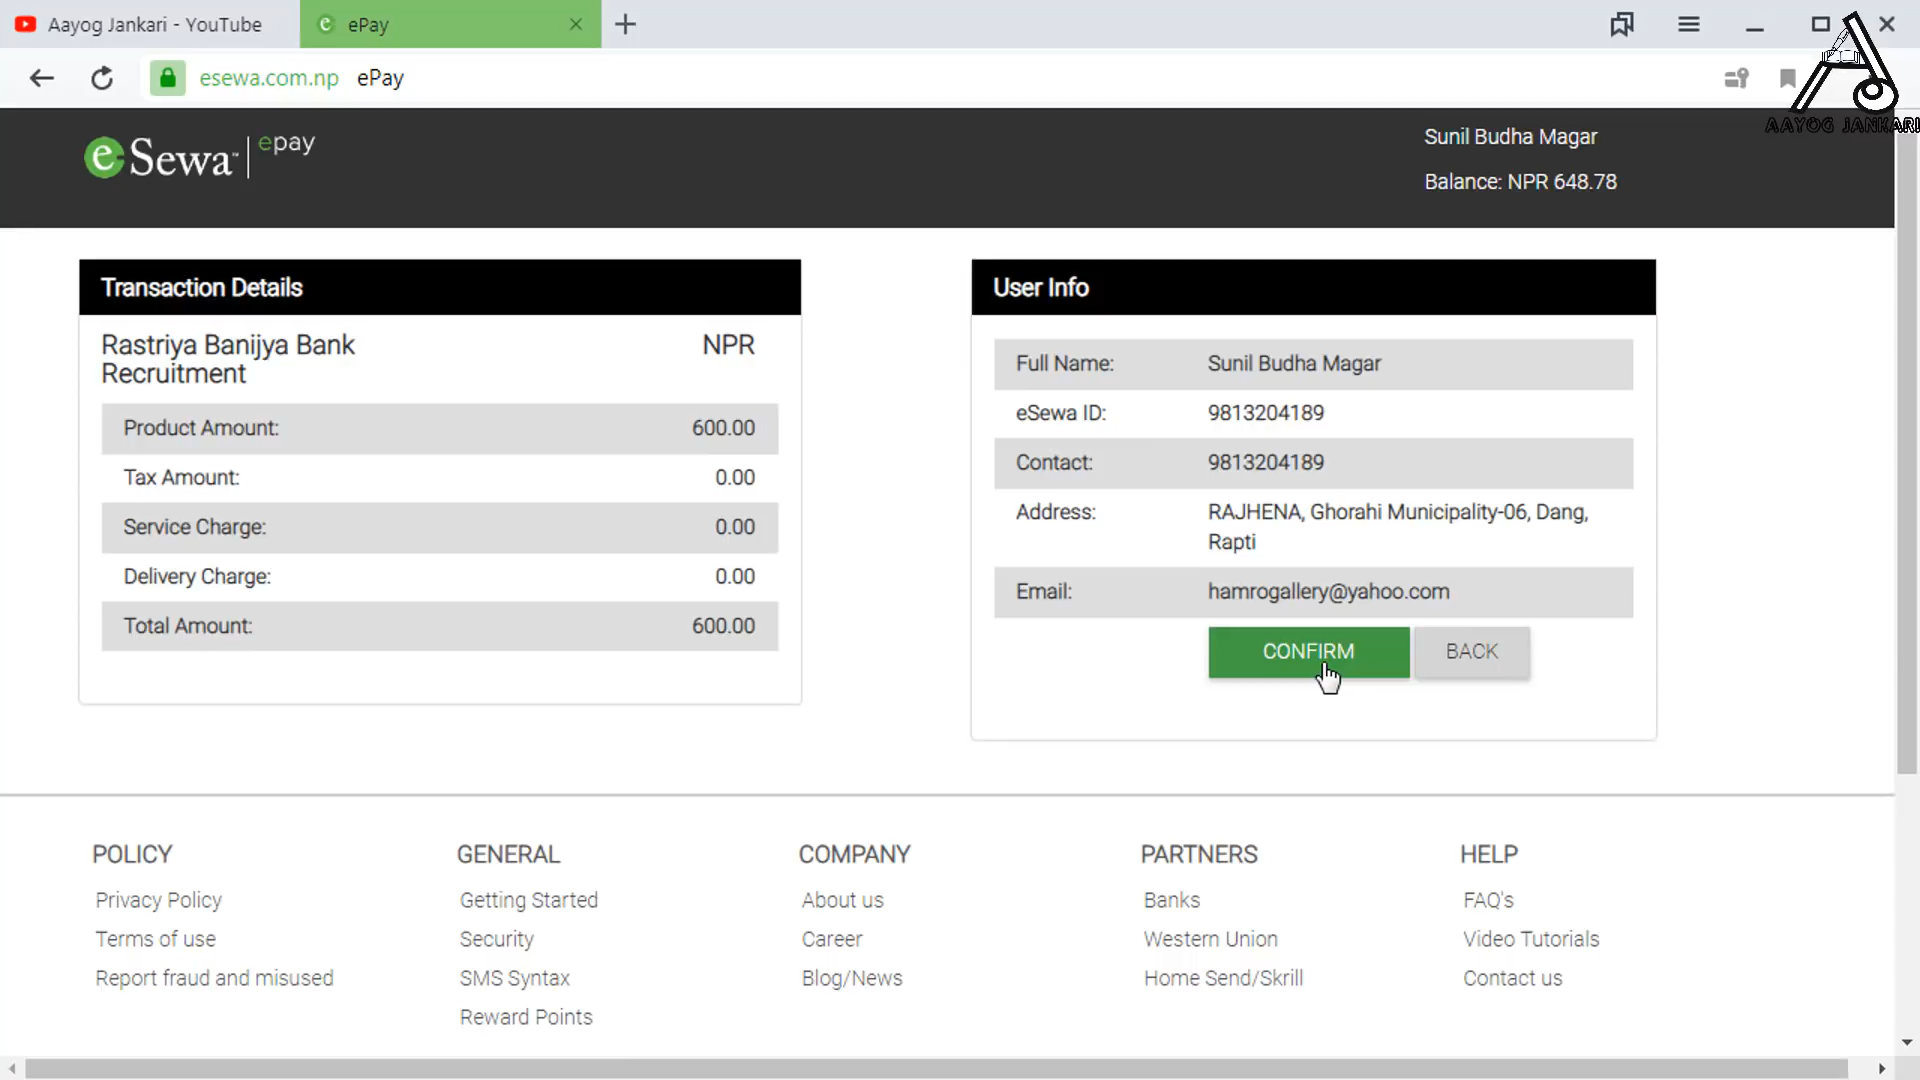 Aayog Jankari - YouTube
ePay
esewa.com.np ePay
AAYOG JANKARI
eSewa™ | epay
Sunil Budha Magar
Balance: NPR 648.78
Transaction Details
Rastriya Banijya Bank Recruitment NPR
Product Amount: 600.00
Tax Amount: 0.00
Service Charge: 0.00
Delivery Charge: 0.00
Total Amount: 600.00
User Info
Full Name: Sunil Budha Magar
eSewa ID: 9813204189
Contact: 9813204189
Address: RAJHENA, Ghorahi Municipality-06, Dang,
Rapti
Email: hamrogallery@yahoo.com
CONFIRM BACK
POLICY
Privacy Policy
Terms of use
Report fraud and misused
GENERAL
Getting Started
Security
SMS Syntax
Reward Points
COMPANY
About us
Career
Blog/News
PARTNERS
Banks
Western Union
Home Send/Skrill
HELP
FAQ's
Video Tutorials
Contact us